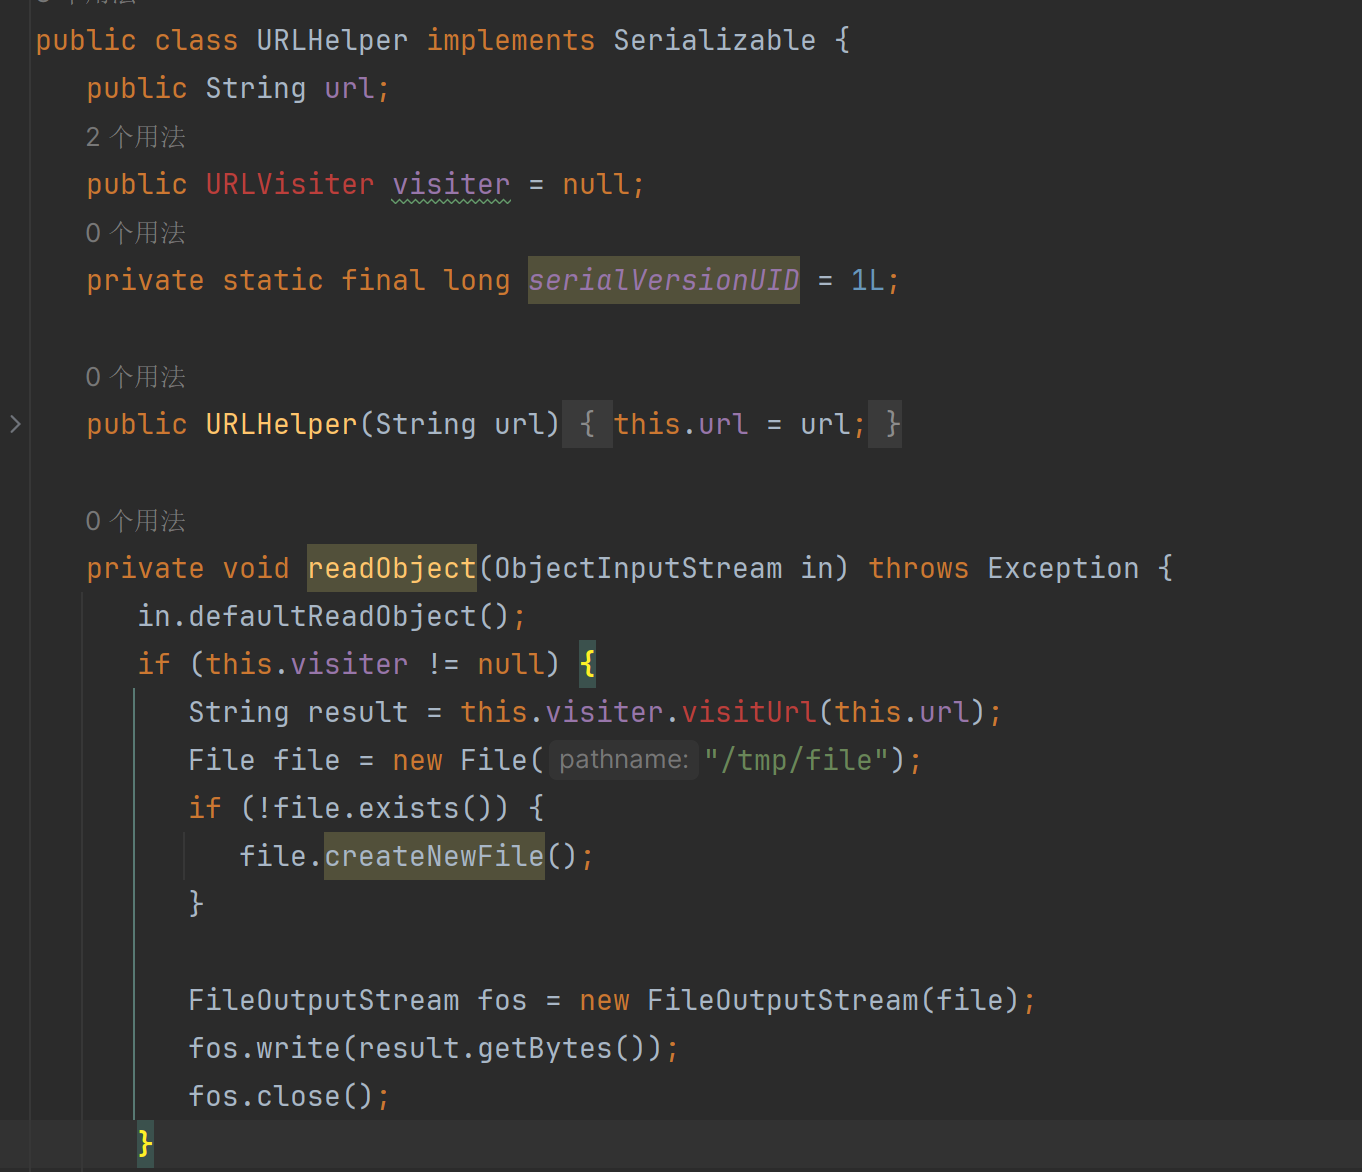 public class URLHelper implements Serializable {
public String url;
2 个用法
public URLVisiter visiter = null;
0 个用法
private static final long serialVersionUID = 1L;
0 个用法
public URLHelper(String url) { this.url = url; }
0 个用法
private void readObject(ObjectInputStream in) throws Exception {
in.defaultReadObject();
if (this.visiter != null) {
String result = this.visiter.visitUrl(this.url);
File file = new File( pathname: "/tmp/file");
if (!file.exists()) {
file.createNewFile();
}
FileOutputStream fos = new FileOutputStream(file);
fos.write(result.getBytes());
fos.close();
}